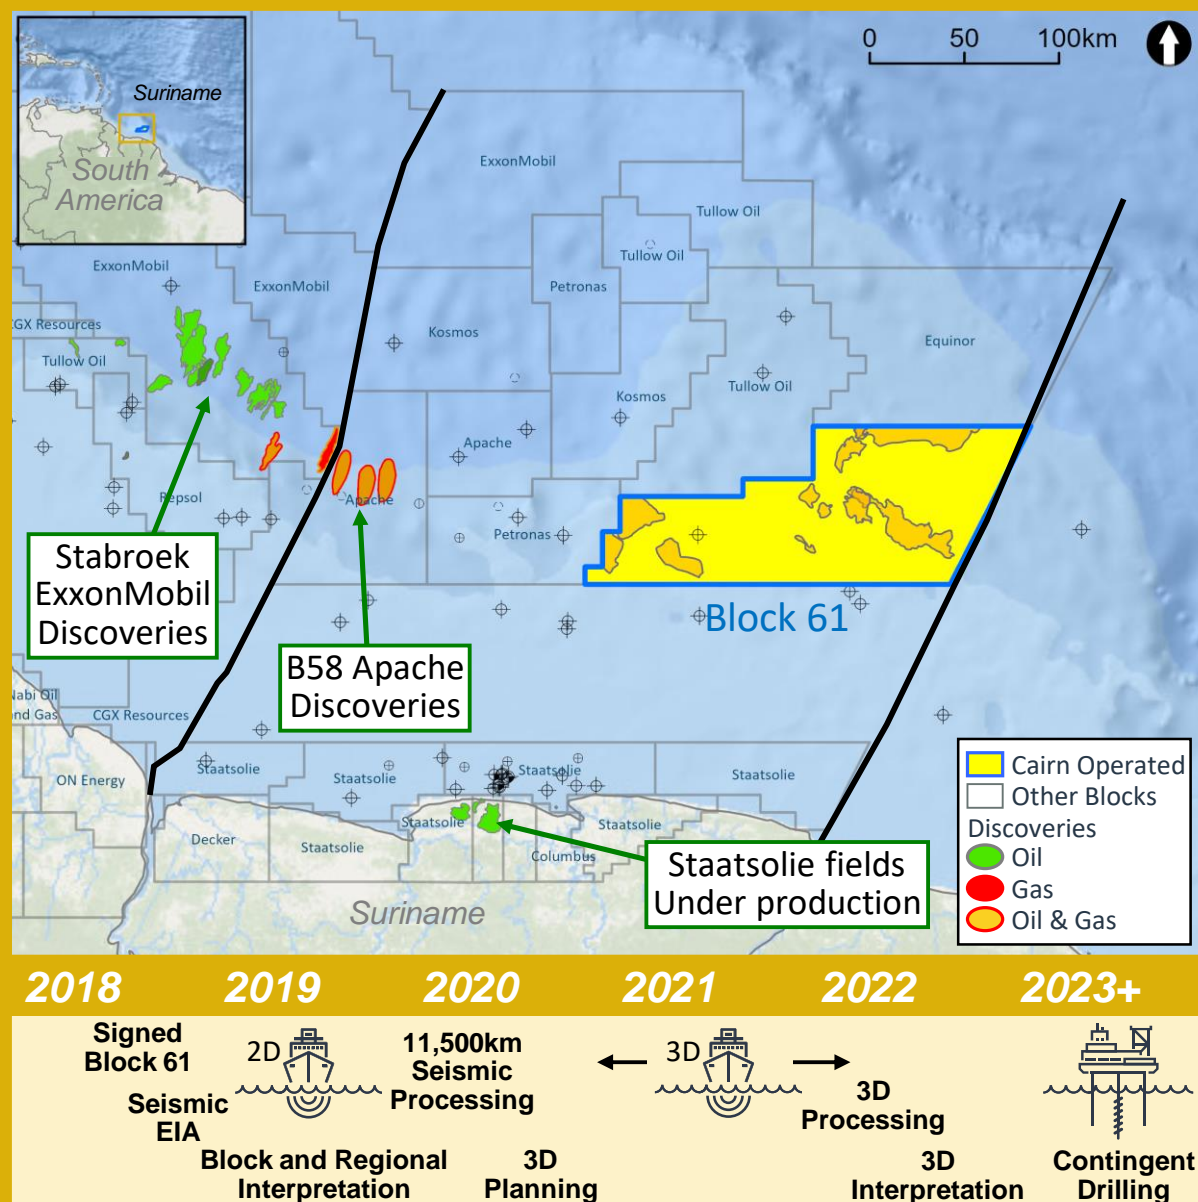 Suriname
South
America
0 50 100km
ExxonMobil
Tullow Oil
Tullow Oil
ExxonMobil
ExxonMobil
Petronas
CGX Resources
Kosmos
Equinor
Tullow Oil
Tullow Oil
Kosmos
Apache
Repsol
Apache
Petronas
Stabroek
ExxonMobil
Discoveries
Block 61
B58 Apache
Discoveries
Nabi Oil
and Gas
CGX Resources
ON Energy
Staatsolie
Staatsolie
Staatsolie
Staatsolie
Cairn Operated
Other Blocks
Discoveries
Oil
Gas
Oil & Gas
Decker
Staatsolie
Staatsolie
Columbus
Staatsolie
Staatsolie fields
Under production
Suriname
2018 2019 2020 2021 2022 2023+
Signed
Block 61
Seismic
EIA
2D
Block and Regional
Interpretation
11,500km
Seismic
Processing
3D
Planning
3D
3D
Processing
3D
Interpretation
Contingent
Drilling